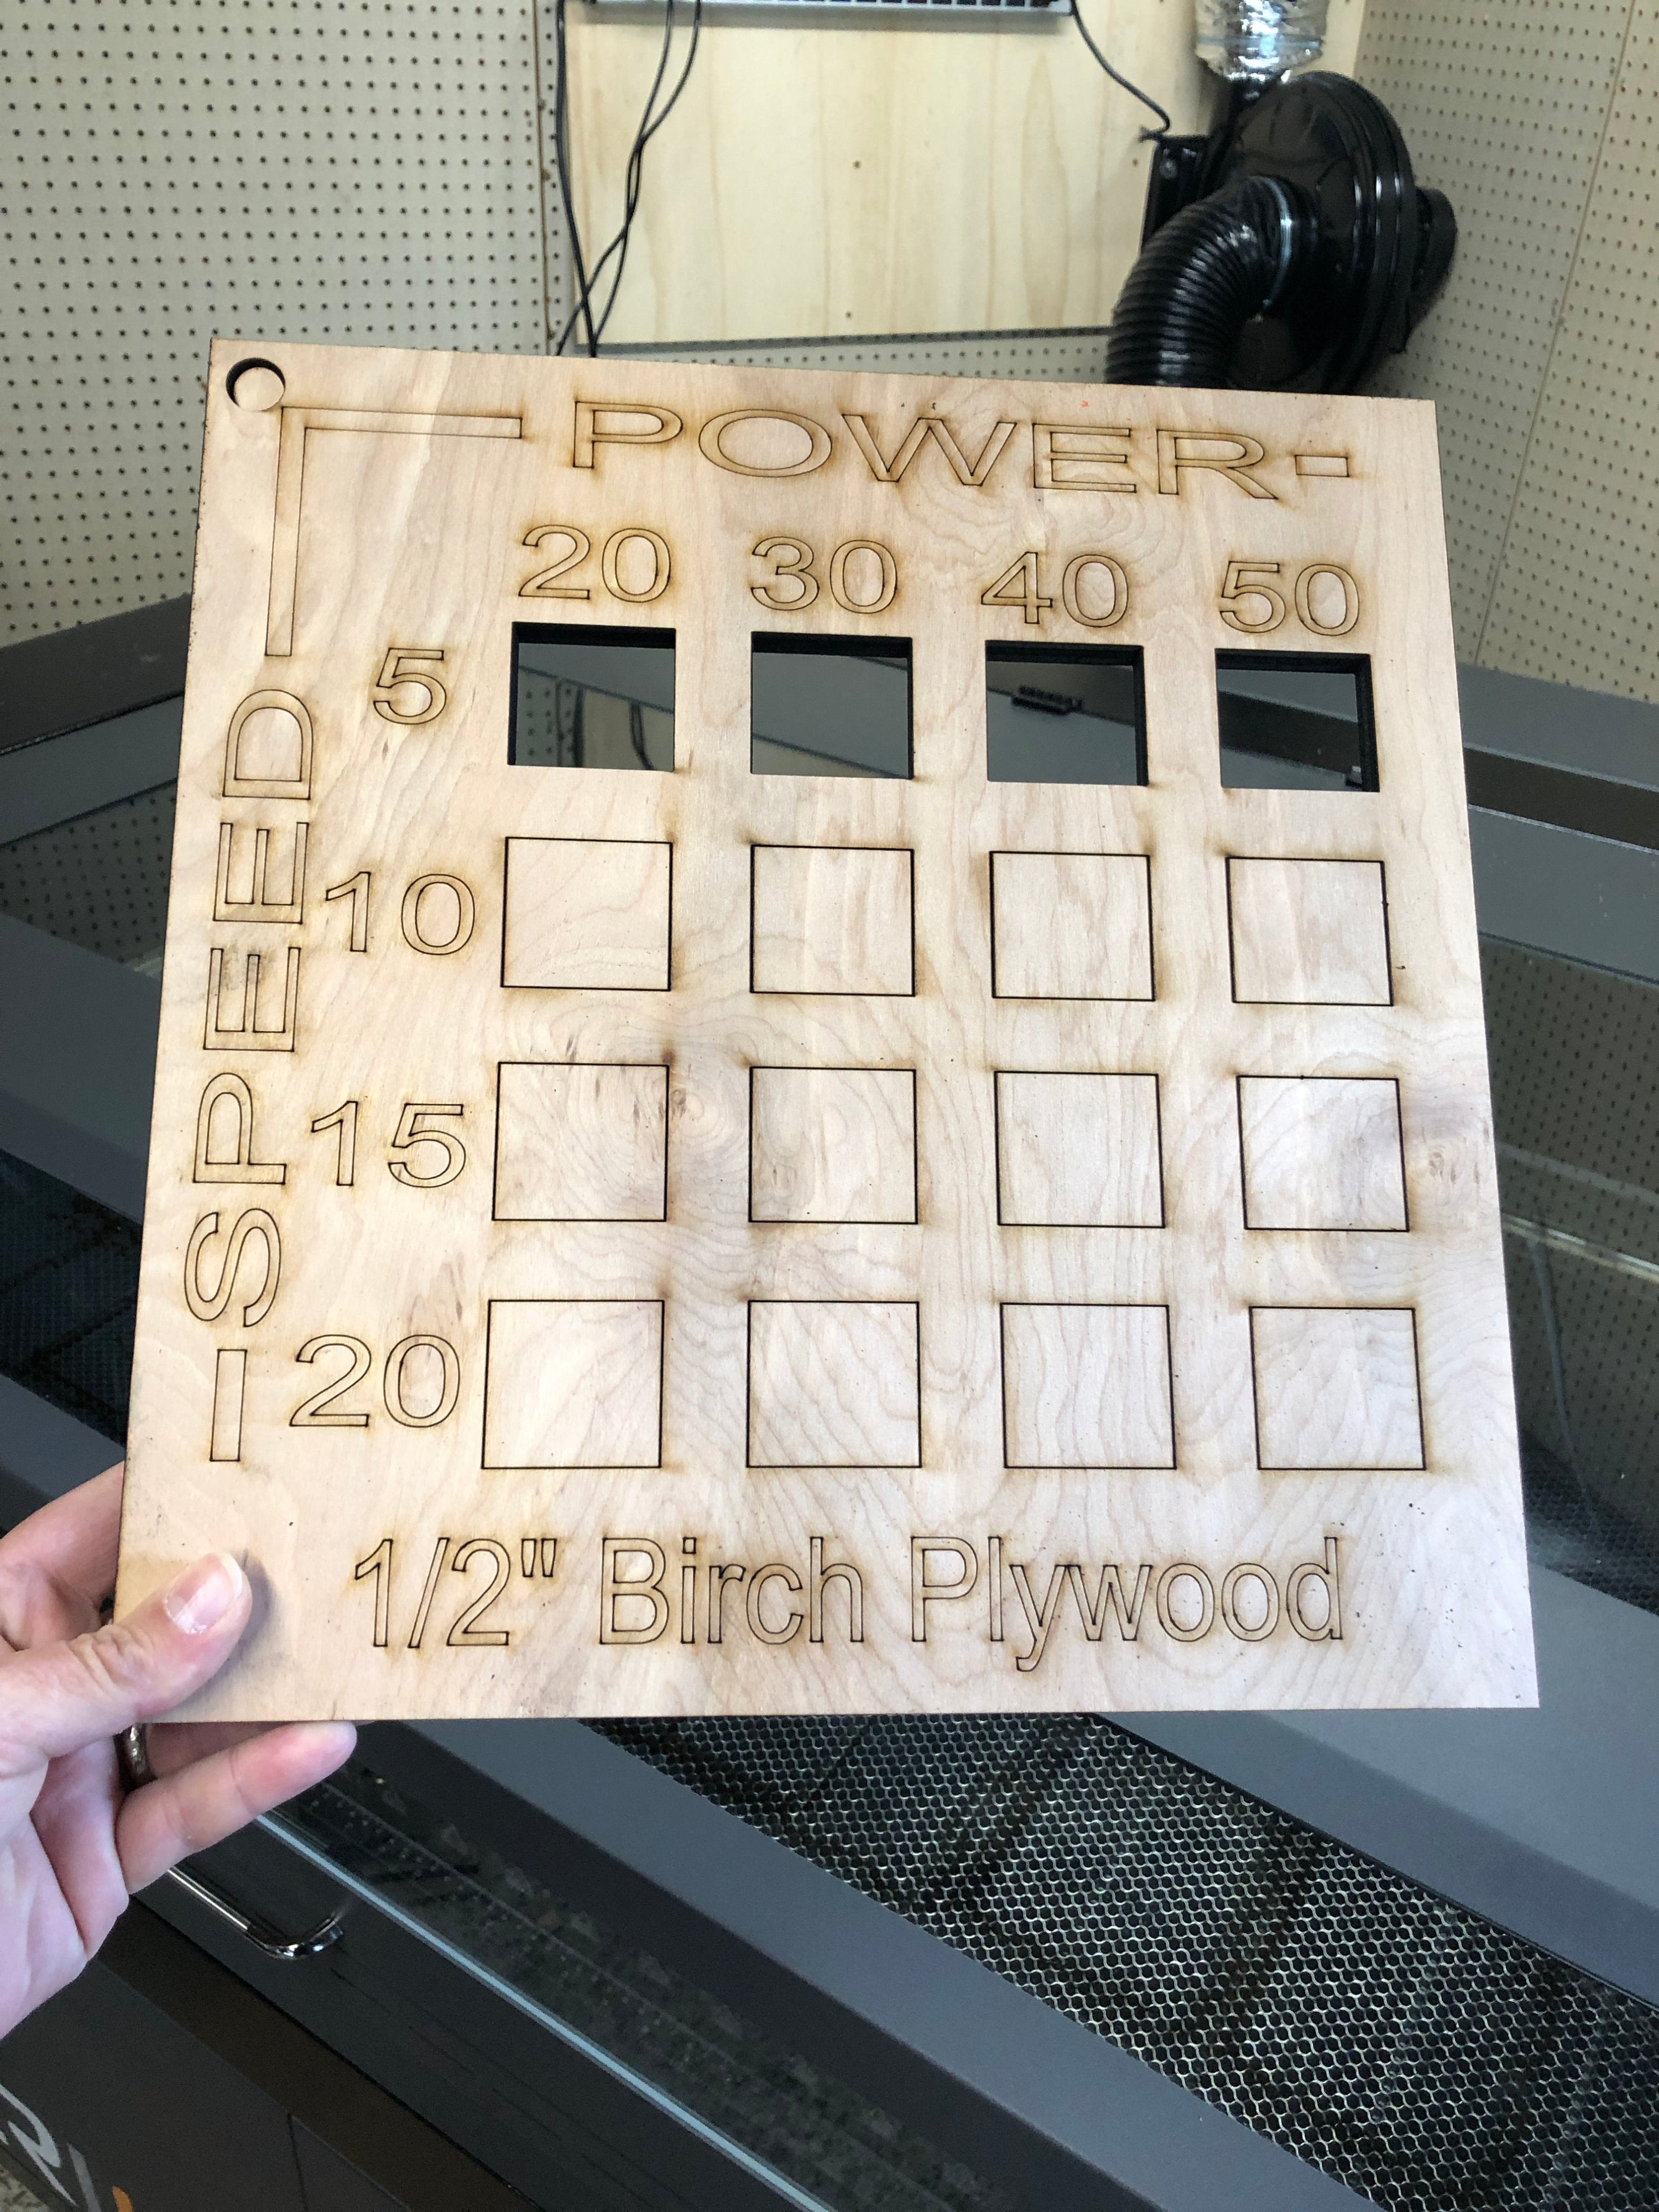 POWER-
20 30 40 50
SPEED-
5
10
15
20
1/2" Birch Plywood